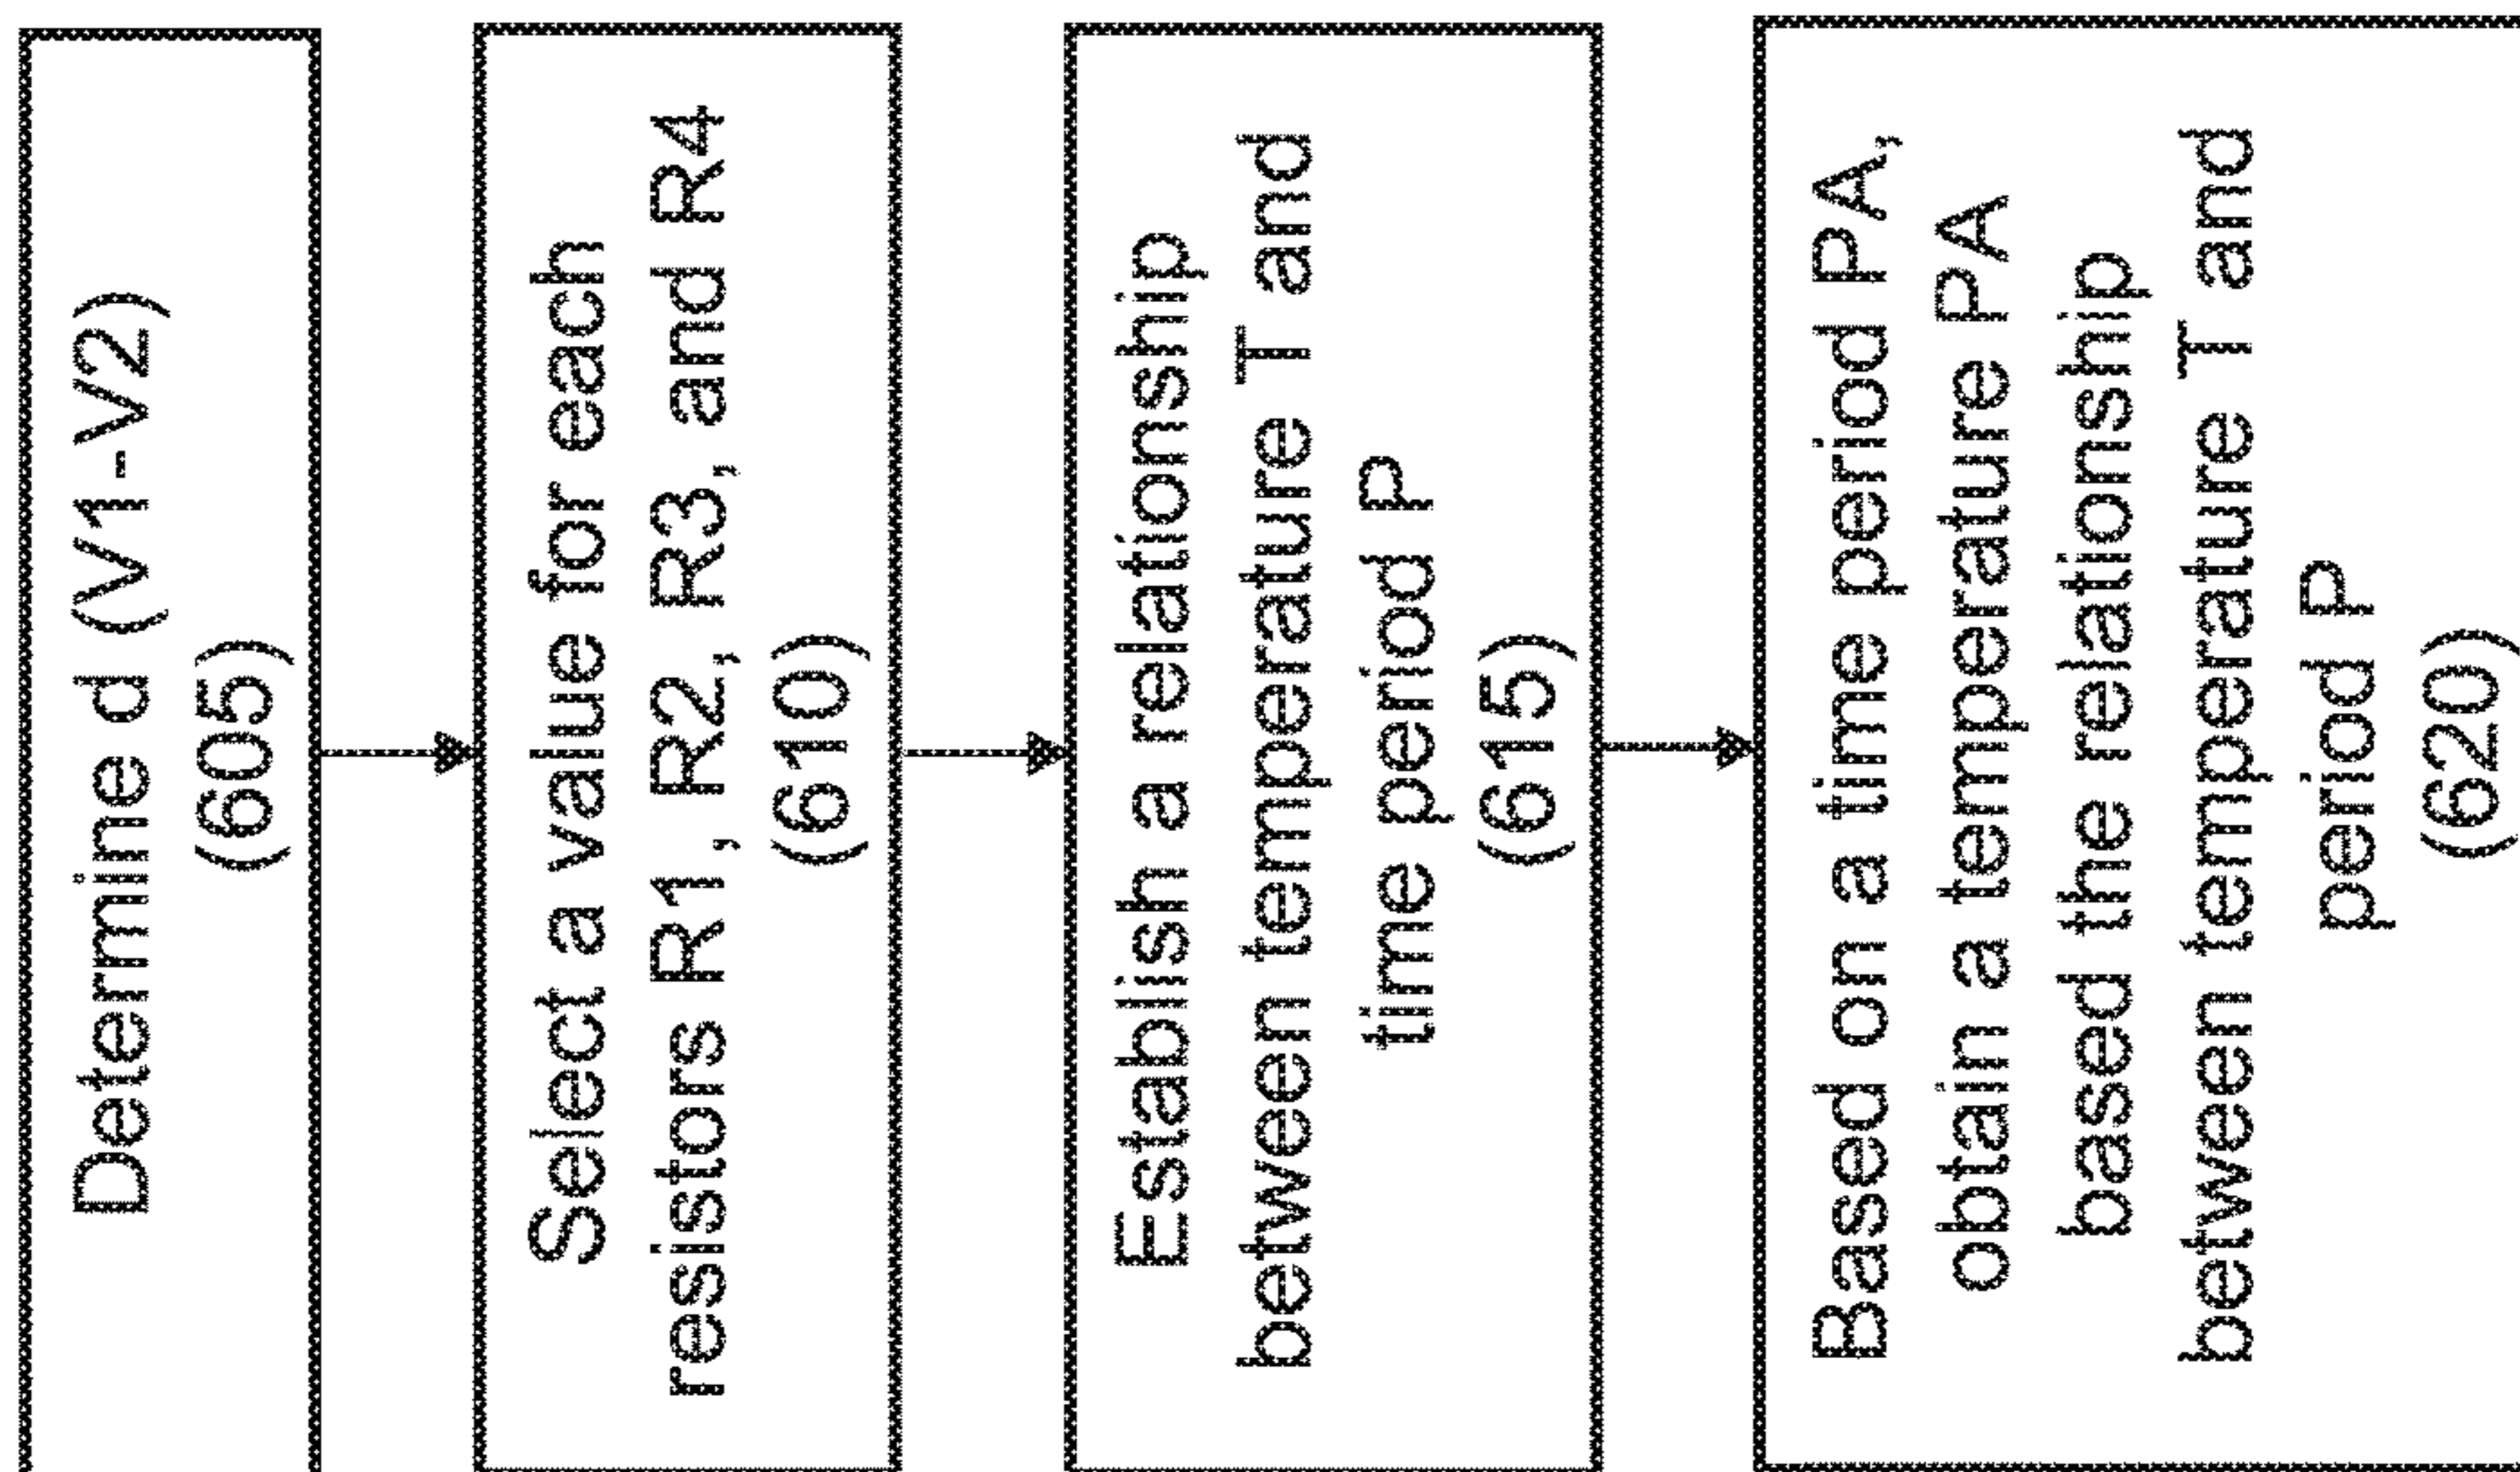 Determine d (V1-V2)
(605)
Select a value for each
resistors R1, R2, R3, and R4
(610)
Establish a relationship
between temperature T and
time period P
(615)
Based on a time period PA,
obtain a temperature PA
based the relationship
between temperature T and
period P
(620)